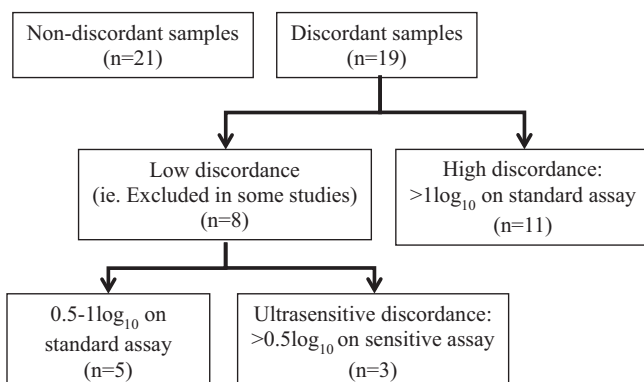 Non-discordant samples
(n=21)
Discordant samples
(n=19)
Low discordance
(ie. Excluded in some studies)
(n=8)
High discordance:
>1log₁₀ on standard assay
(n=11)
0.5-1log₁₀ on
standard assay
(n=5)
Ultrasensitive discordance:
>0.5log₁₀ on sensitive assay
(n=3)